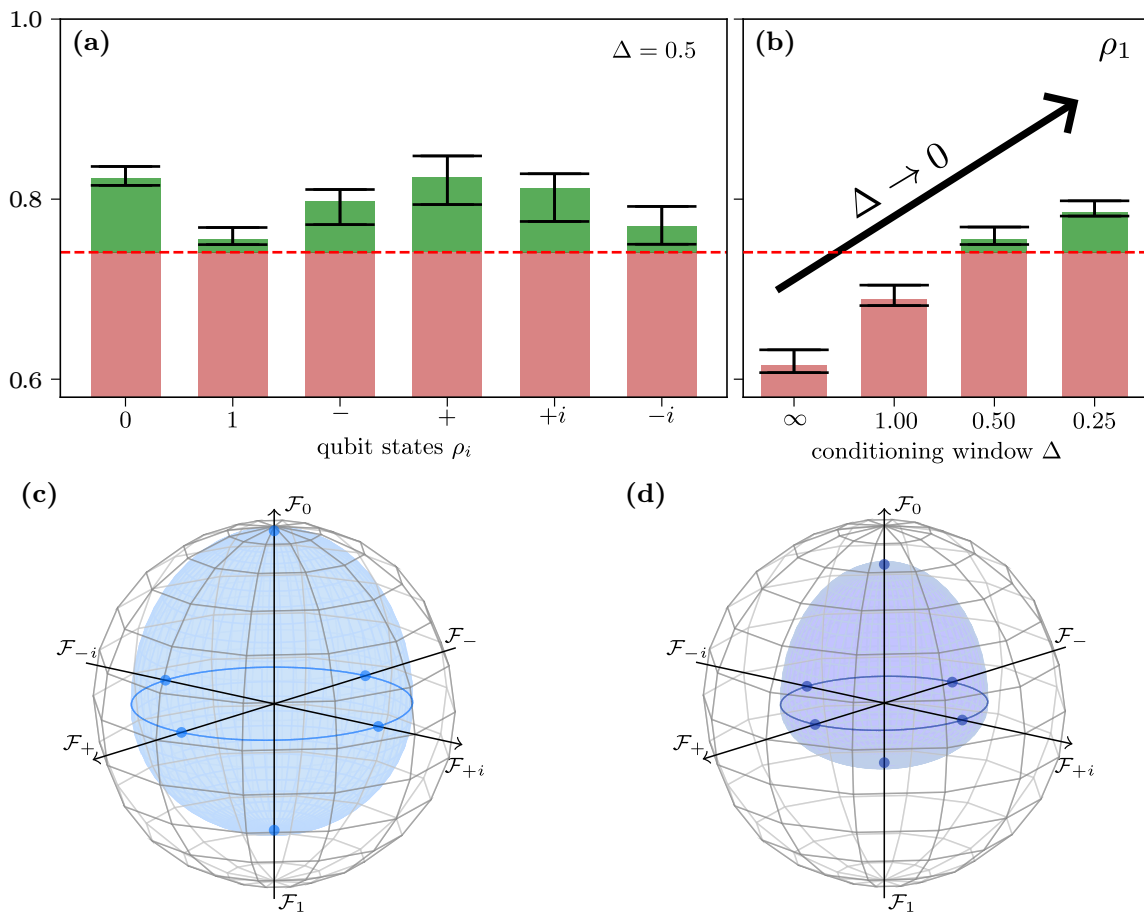 (a)
Δ = 0.5
1.0
0.8
0.6
0 1 − + +i −i
qubit states ρᵢ
(b)
ρ₁
Δ → 0
∞ 1.00 0.50 0.25
conditioning window Δ
(c)
ℱ₀
ℱ₋ᵢ
ℱ₋
ℱ₊
ℱ₊ᵢ
ℱ₁
(d)
ℱ₀
ℱ₋ᵢ
ℱ₋
ℱ₊
ℱ₊ᵢ
ℱ₁